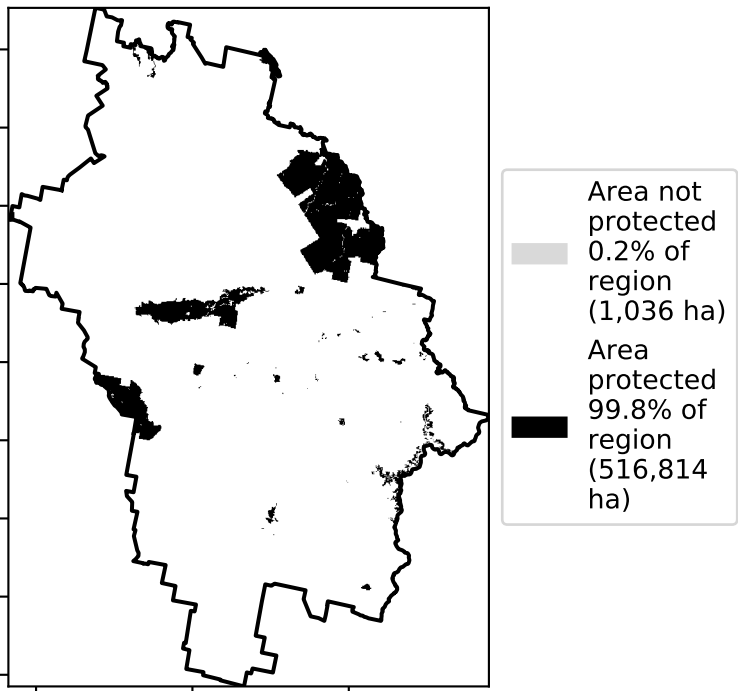 Area not
protected
0.2% of
region
(1,036 ha)
Area
protected
99.8% of
region
(516,814
ha)